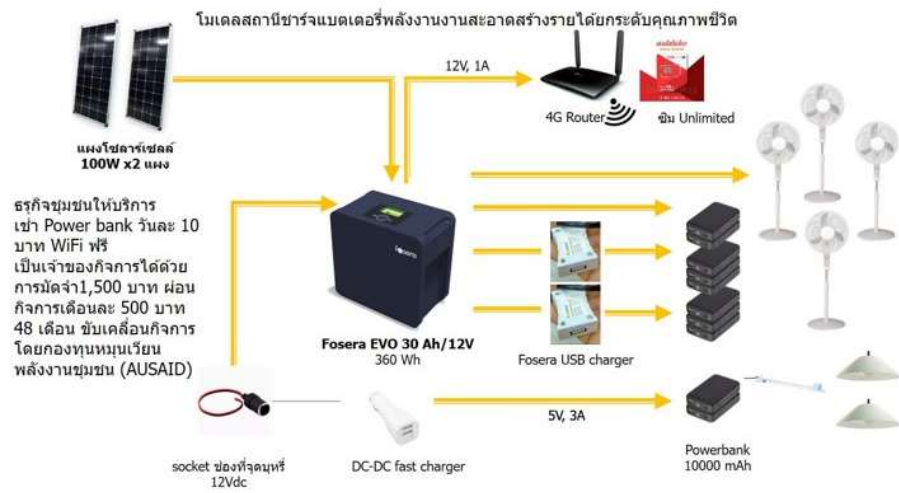 โมเดลสถานีชาร์จแบตเตอรี่พลังงานงานสะอาดสร้างรายได้ยกระดับคุณภาพชีวิต
12V, 1A
4G Router
ซิม Unlimited
แผงโซลาร์เซลล์
100W x2 แผง
ธุรกิจชุมชนให้บริการ
เช่า Power bank วันละ 10
บาท WiFi ฟรี
เป็นเจ้าของกิจการได้ด้วย
การมัดจำ1,500 บาท ผ่อน
กิจการเดือนละ 500 บาท
48 เดือน ขับเคลื่อนกิจการ
โดยกองทุนหมุนเวียน
พลังงานชุมชน (AUSAID)
fosera
Fosera EVO 30 Ah/12V
360 Wh
Fosera USB charger
5V, 3A
Powerbank
10000 mAh
socket ช่องที่จุดบุหรี่
12Vdc
DC-DC fast charger